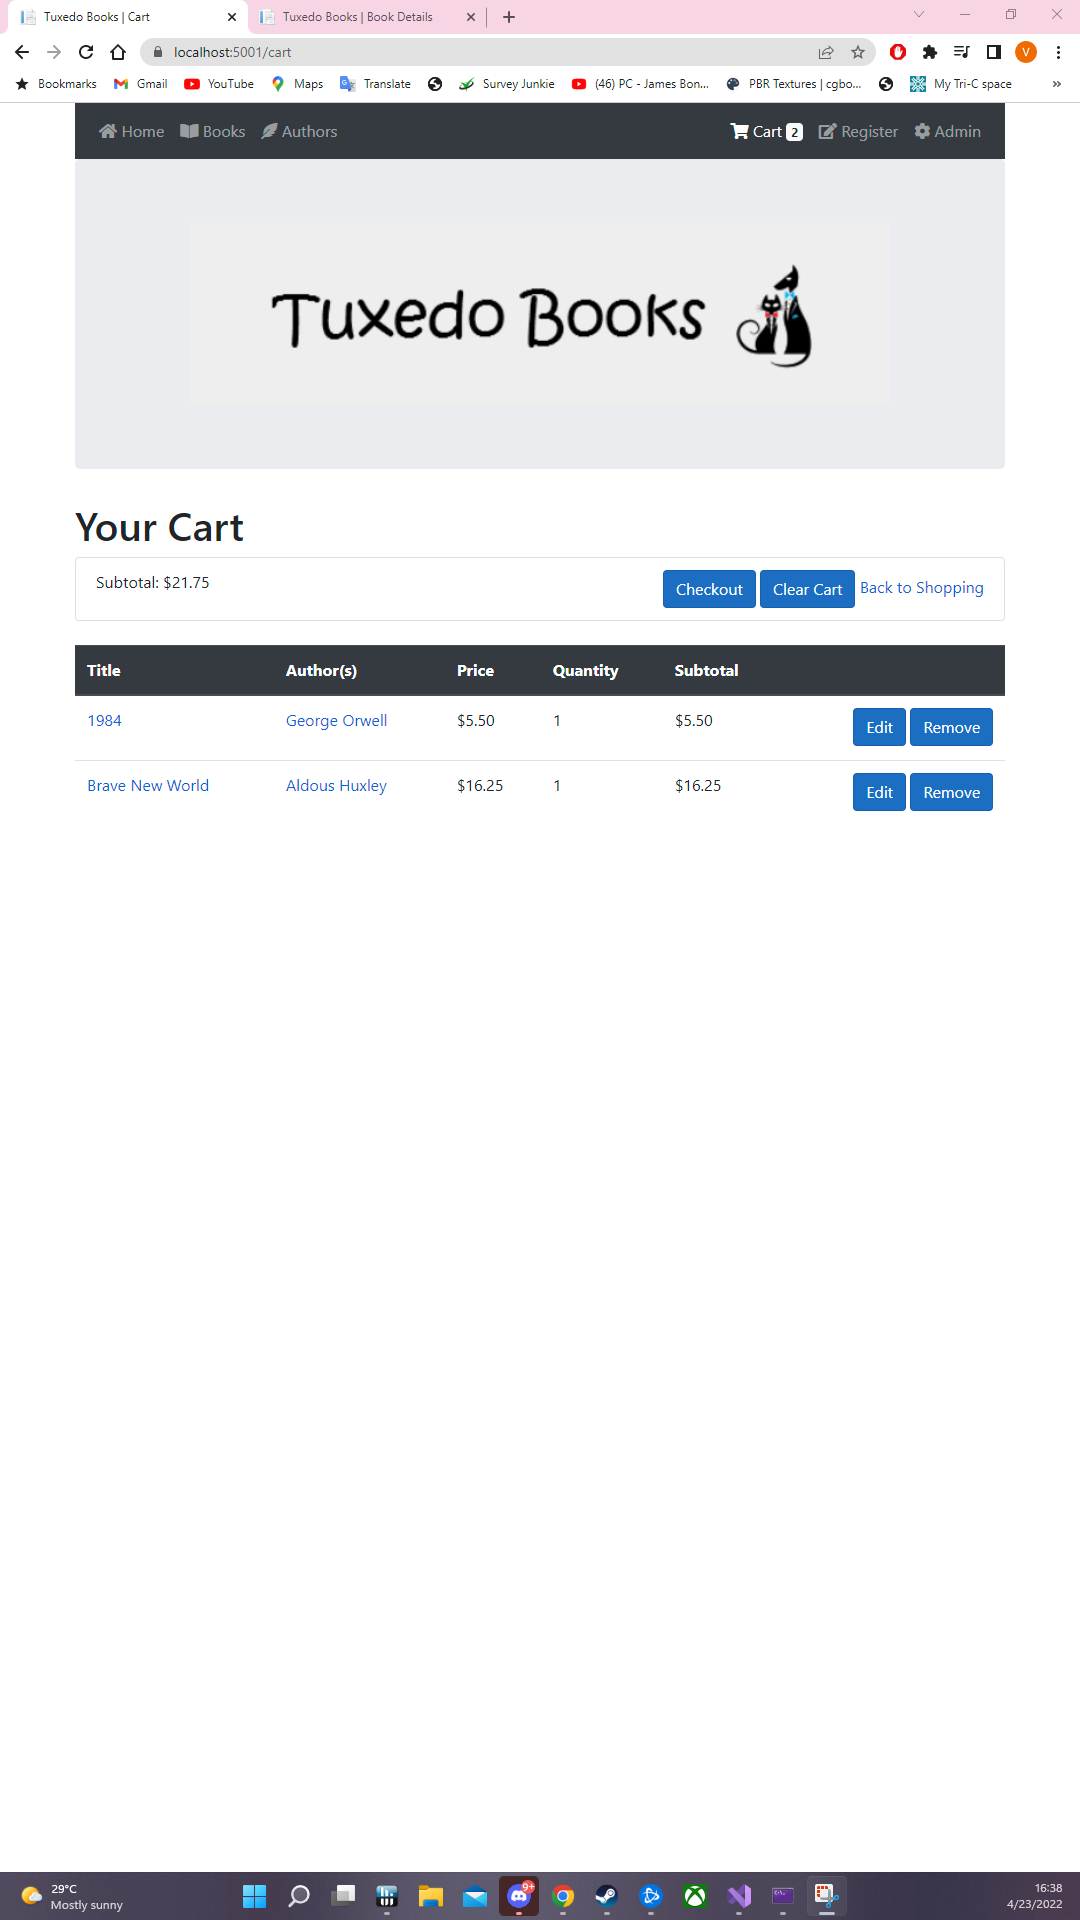 Tuxedo Books | Cart
Tuxedo Books | Book Details
localhost:5001/cart
V
Bookmarks
Gmail
YouTube
Maps
Translate
Survey Junkie
(46) PC - James Bon...
PBR Textures | cgbo...
My Tri-C space
»
Home Books Authors Cart 2 Register Admin
Tuxedo Books
Your Cart
Subtotal: $21.75
Checkout Clear Cart Back to Shopping
Title Author(s) Price Quantity Subtotal
1984 George Orwell $5.50 1 $5.50 Edit Remove
Brave New World Aldous Huxley $16.25 1 $16.25 Edit Remove
29°C
Mostly sunny
9+
16:38
4/23/2022